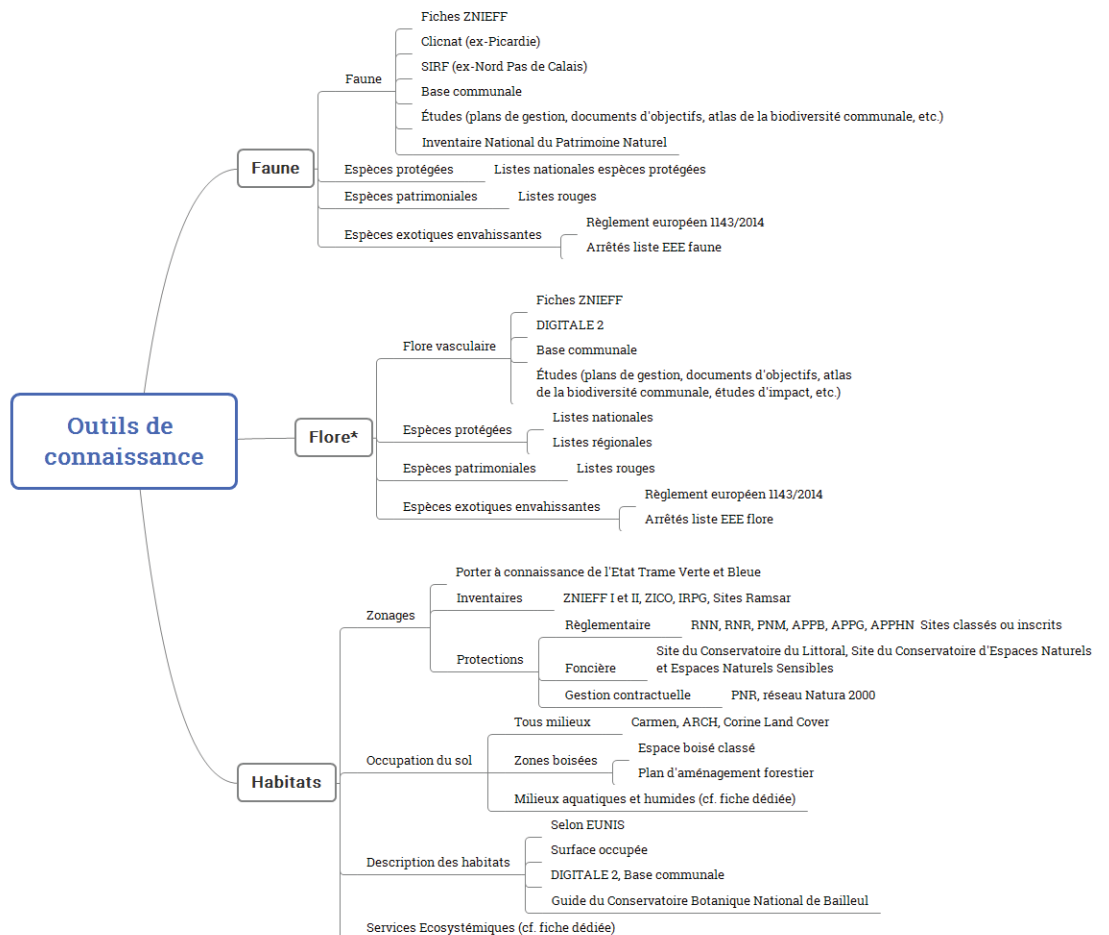 Outils de
connaissance
Faune
Faune
Fiches ZNIEFF
Clicnat (ex-Picardie)
SIRF (ex-Nord Pas de Calais)
Base communale
Études (plans de gestion, documents d'objectifs, atlas de la biodiversité communale, etc.)
Inventaire National du Patrimoine Naturel
Espèces protégées
Listes nationales espèces protégées
Espèces patrimoniales
Listes rouges
Espèces exotiques envahissantes
Règlement européen 1143/2014
Arrêtés liste EEE faune
Flore*
Flore vasculaire
Fiches ZNIEFF
DIGITALE 2
Base communale
Études (plans de gestion, documents d'objectifs, atlas
de la biodiversité communale, études d'impact, etc.)
Espèces protégées
Listes nationales
Listes régionales
Espèces patrimoniales
Listes rouges
Espèces exotiques envahissantes
Règlement européen 1143/2014
Arrêtés liste EEE flore
Habitats
Zonages
Porter à connaissance de l'Etat Trame Verte et Bleue
Inventaires
ZNIEFF I et II, ZICO, IRPG, Sites Ramsar
Protections
Règlementaire
RNN, RNR, PNM, APPB, APPG, APPHN Sites classés ou inscrits
Foncière
Site du Conservatoire du Littoral, Site du Conservatoire d'Espaces Naturels
et Espaces Naturels Sensibles
Gestion contractuelle
PNR, réseau Natura 2000
Occupation du sol
Tous milieux
Carmen, ARCH, Corine Land Cover
Zones boisées
Espace boisé classé
Plan d'aménagement forestier
Milieux aquatiques et humides (cf. fiche dédiée)
Description des habitats
Selon EUNIS
Surface occupée
DIGITALE 2, Base communale
Guide du Conservatoire Botanique National de Bailleul
Services Ecosystémiques (cf. fiche dédiée)